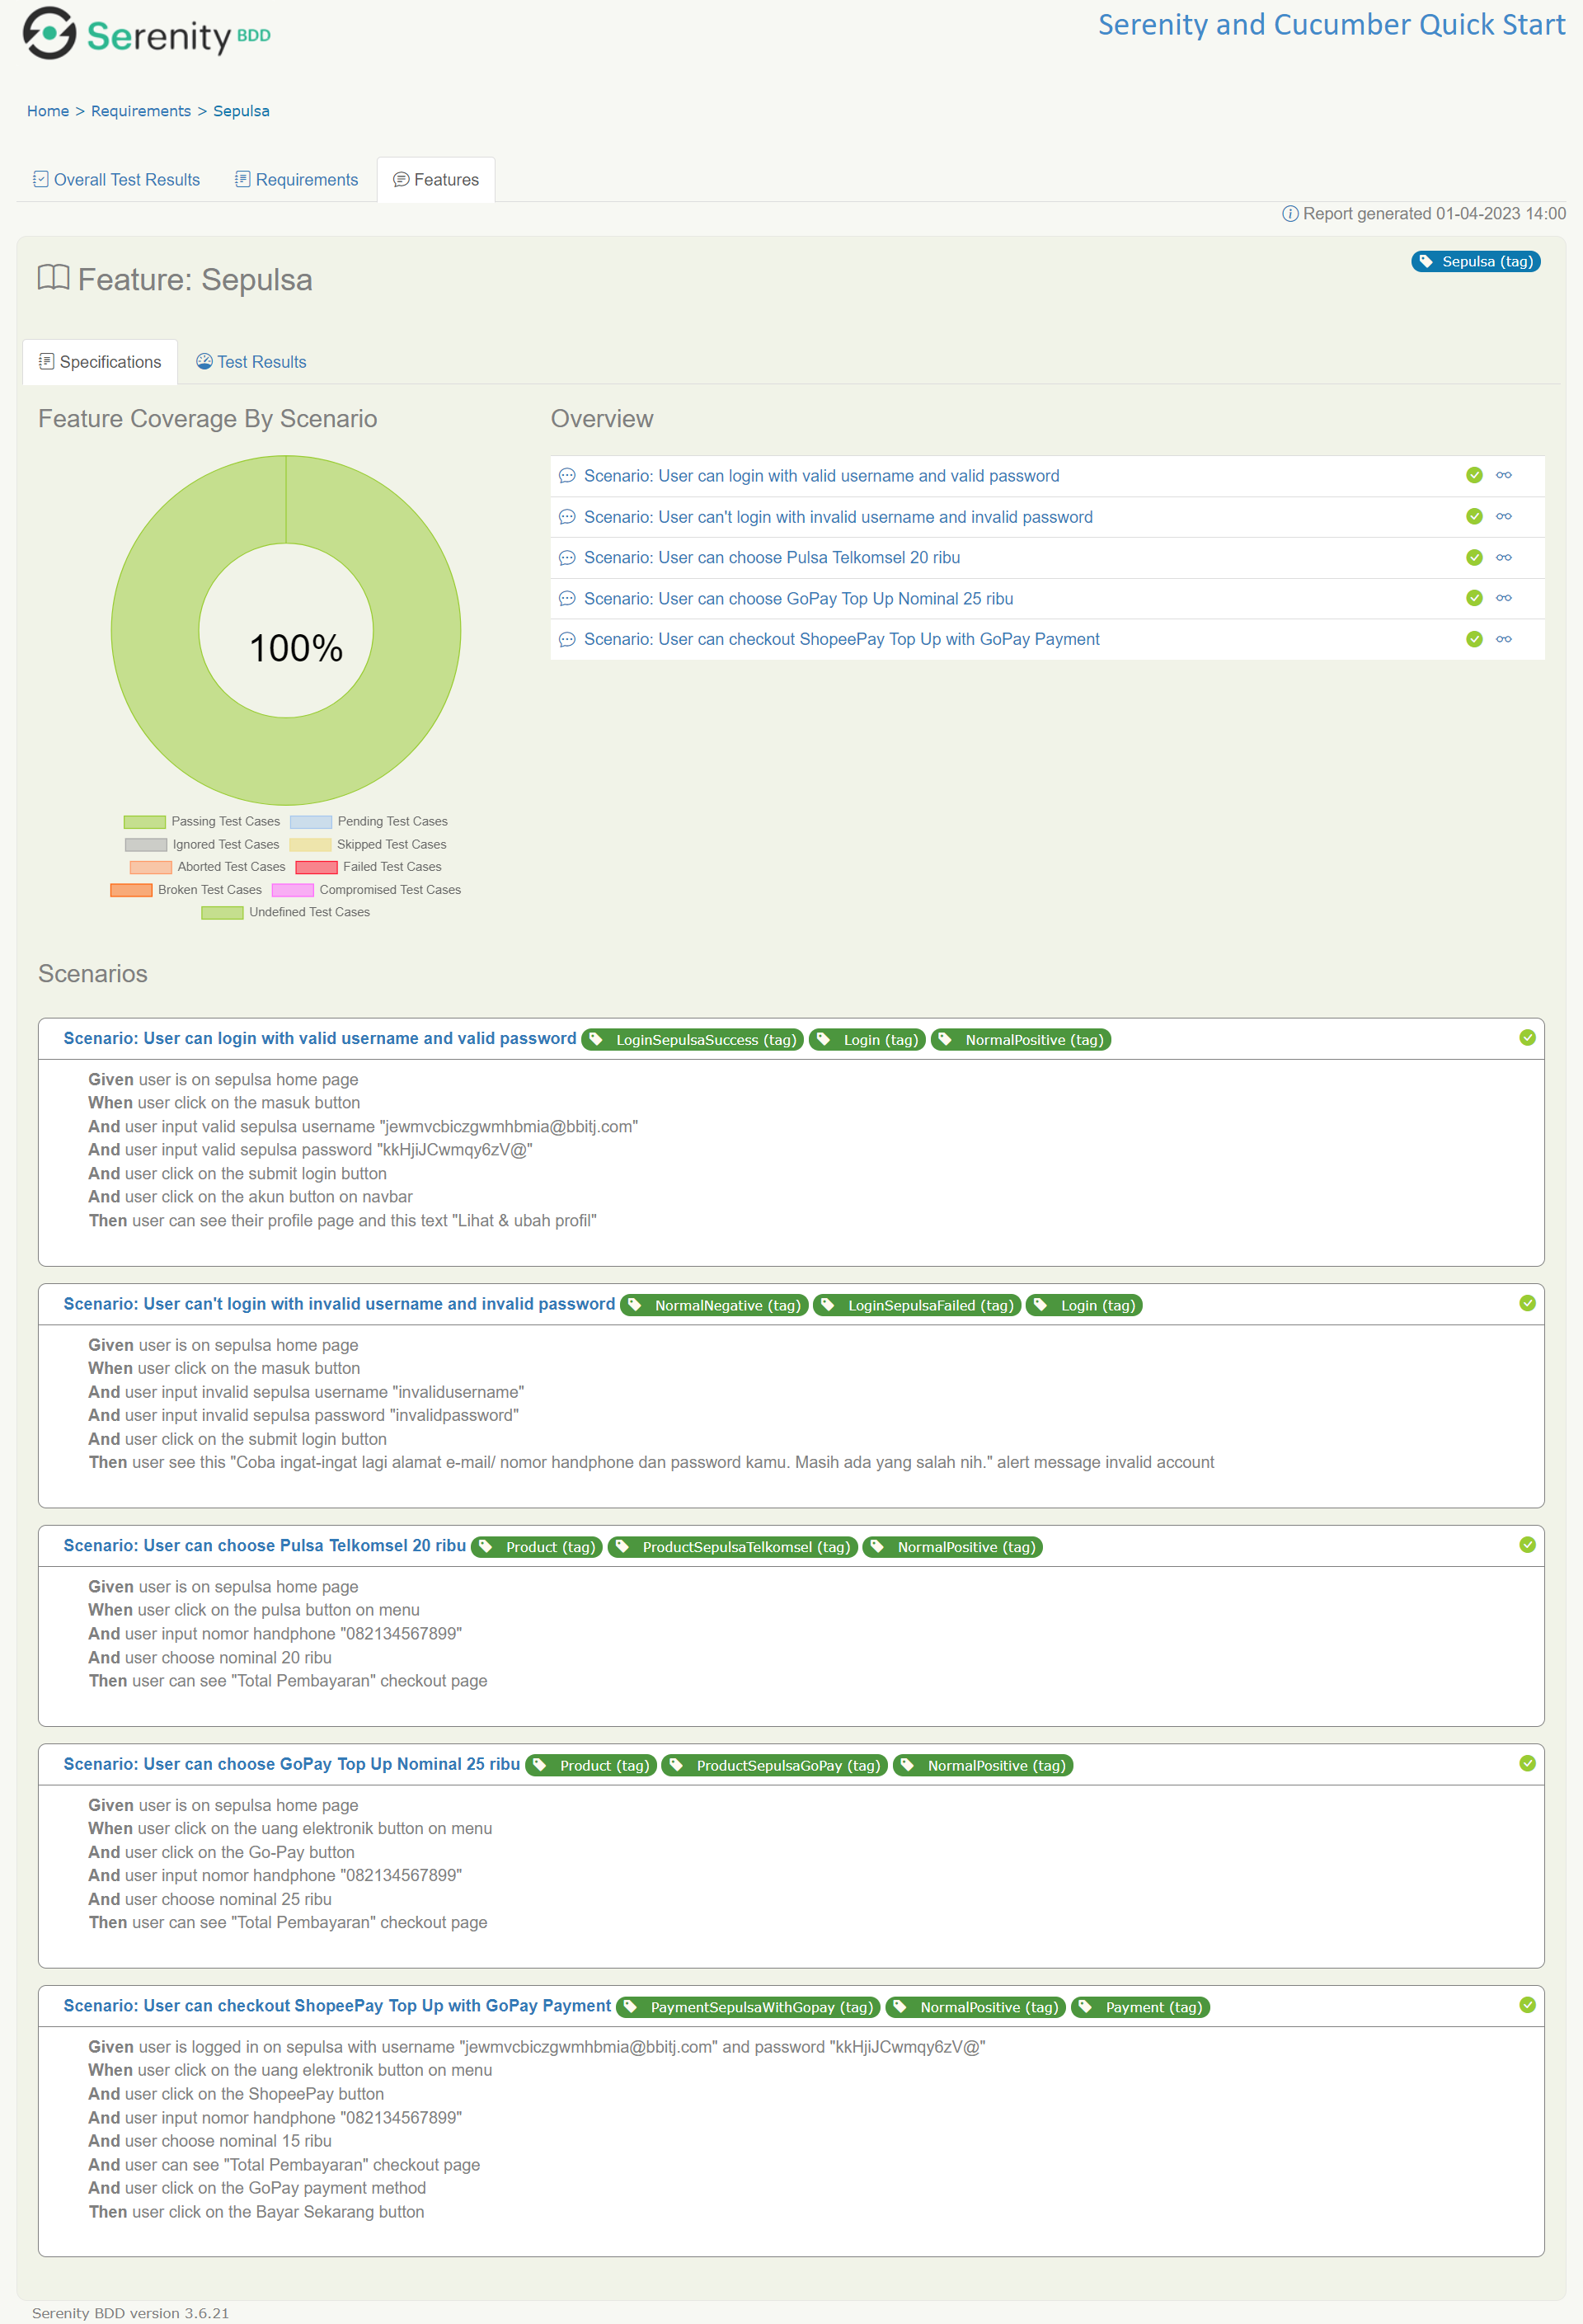 Serenity BDD
Serenity and Cucumber Quick Start
Home > Requirements > Sepulsa
Overall Test Results
Requirements
Features
Report generated 01-04-2023 14:00
Feature: Sepulsa
Sepulsa (tag)
Specifications
Test Results
Feature Coverage By Scenario
100%
Passing Test Cases
Pending Test Cases
Ignored Test Cases
Skipped Test Cases
Aborted Test Cases
Failed Test Cases
Broken Test Cases
Compromised Test Cases
Undefined Test Cases
Overview
Scenario: User can login with valid username and valid password
Scenario: User can't login with invalid username and invalid password
Scenario: User can choose Pulsa Telkomsel 20 ribu
Scenario: User can choose GoPay Top Up Nominal 25 ribu
Scenario: User can checkout ShopeePay Top Up with GoPay Payment
Scenarios
Scenario: User can login with valid username and valid password LoginSepulsaSuccess (tag) Login (tag) NormalPositive (tag)
Given user is on sepulsa home page
When user click on the masuk button
And user input valid sepulsa username "jewmvcbiczgwmhbmia@bbitj.com"
And user input valid sepulsa password "kkHjiJCwmqy6zV@"
And user click on the submit login button
And user click on the akun button on navbar
Then user can see their profile page and this text "Lihat & ubah profil"
Scenario: User can't login with invalid username and invalid password NormalNegative (tag) LoginSepulsaFailed (tag) Login (tag)
Given user is on sepulsa home page
When user click on the masuk button
And user input invalid sepulsa username "invalidusername"
And user input invalid sepulsa password "invalidpassword"
And user click on the submit login button
Then user see this "Coba ingat-ingat lagi alamat e-mail/ nomor handphone dan password kamu. Masih ada yang salah nih." alert message invalid account
Scenario: User can choose Pulsa Telkomsel 20 ribu Product (tag) ProductSepulsaTelkomsel (tag) NormalPositive (tag)
Given user is on sepulsa home page
When user click on the pulsa button on menu
And user input nomor handphone "082134567899"
And user choose nominal 20 ribu
Then user can see "Total Pembayaran" checkout page
Scenario: User can choose GoPay Top Up Nominal 25 ribu Product (tag) ProductSepulsaGoPay (tag) NormalPositive (tag)
Given user is on sepulsa home page
When user click on the uang elektronik button on menu
And user click on the Go-Pay button
And user input nomor handphone "082134567899"
And user choose nominal 25 ribu
Then user can see "Total Pembayaran" checkout page
Scenario: User can checkout ShopeePay Top Up with GoPay Payment PaymentSepulsaWithGopay (tag) NormalPositive (tag) Payment (tag)
Given user is logged in on sepulsa with username "jewmvcbiczgwmhbmia@bbitj.com" and password "kkHjiJCwmqy6zV@"
When user click on the uang elektronik button on menu
And user click on the ShopeePay button
And user input nomor handphone "082134567899"
And user choose nominal 15 ribu
And user can see "Total Pembayaran" checkout page
And user click on the GoPay payment method
Then user click on the Bayar Sekarang button
Serenity BDD version 3.6.21